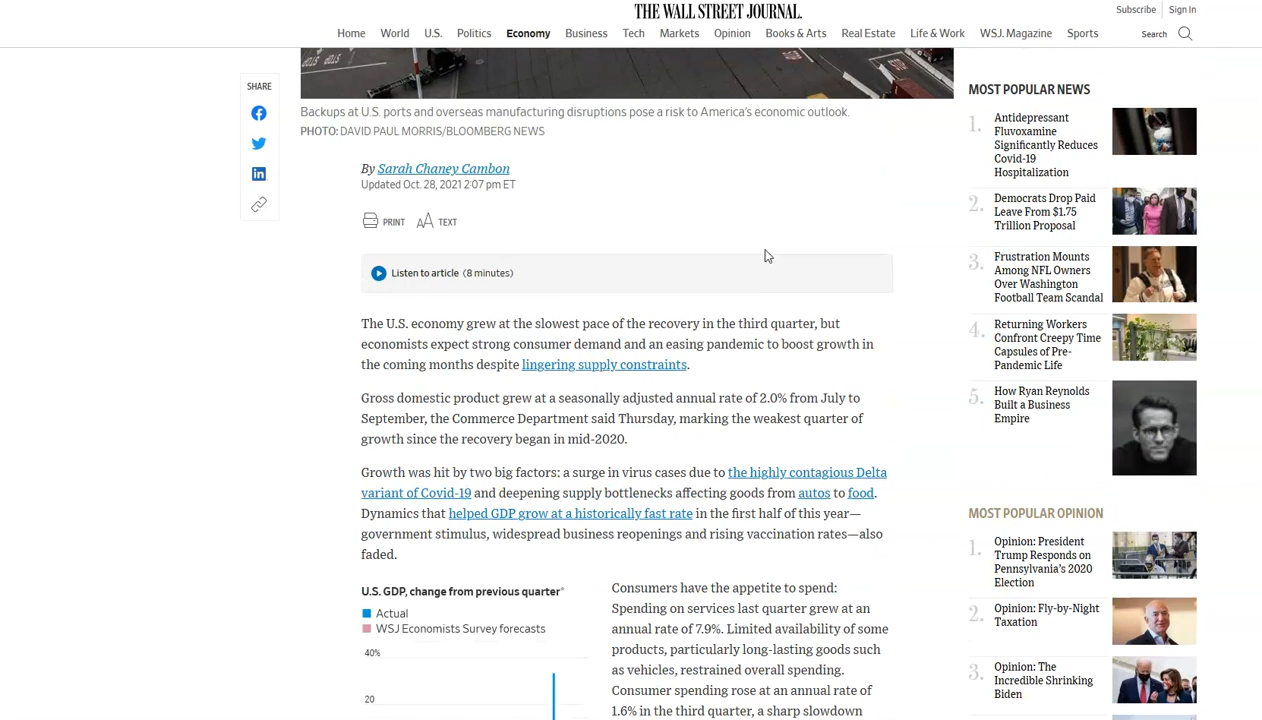 THE WALL STREET JOURNAL.
Subscribe
Sign In
Home
World
U.S.
Politics
Economy
Business
Tech
Markets
Opinion
Books & Arts
Real Estate
Life & Work
WSJ. Magazine
Sports
Search
SHARE
Backups at U.S. ports and overseas manufacturing disruptions pose a risk to America's economic outlook.
PHOTO: DAVID PAUL MORRIS/BLOOMBERG NEWS
By Sarah Chaney Cambon
Updated Oct. 28, 2021 2:07 pm ET
PRINT
AA TEXT
Listen to article (8 minutes)
The U.S. economy grew at the slowest pace of the recovery in the third quarter, but
economists expect strong consumer demand and an easing pandemic to boost growth in
the coming months despite lingering supply constraints.
Gross domestic product grew at a seasonally adjusted annual rate of 2.0% from July to
September, the Commerce Department said Thursday, marking the weakest quarter of
growth since the recovery began in mid-2020.
Growth was hit by two big factors: a surge in virus cases due to the highly contagious Delta
variant of Covid-19 and deepening supply bottlenecks affecting goods from autos to food.
Dynamics that helped GDP grow at a historically fast rate in the first half of this year—
government stimulus, widespread business reopenings and rising vaccination rates—also
faded.
U.S. GDP, change from previous quarter*
Actual
WSJ Economists Survey forecasts
40%
20
Consumers have the appetite to spend:
Spending on services last quarter grew at an
annual rate of 7.9%. Limited availability of some
products, particularly long-lasting goods such
as vehicles, restrained overall spending.
Consumer spending rose at an annual rate of
1.6% in the third quarter, a sharp slowdown
MOST POPULAR NEWS
1.
Antidepressant
Fluvoxamine
Significantly Reduces
Covid-19
Hospitalization
2.
Democrats Drop Paid
Leave From $1.75
Trillion Proposal
3.
Frustration Mounts
Among NFL Owners
Over Washington
Football Team Scandal
4.
Returning Workers
Confront Creepy Time
Capsules of Pre-
Pandemic Life
5.
How Ryan Reynolds
Built a Business
Empire
MOST POPULAR OPINION
1.
Opinion: President
Trump Responds on
Pennsylvania's 2020
Election
2.
Opinion: Fly-by-Night
Taxation
3.
Opinion: The
Incredible Shrinking
Biden